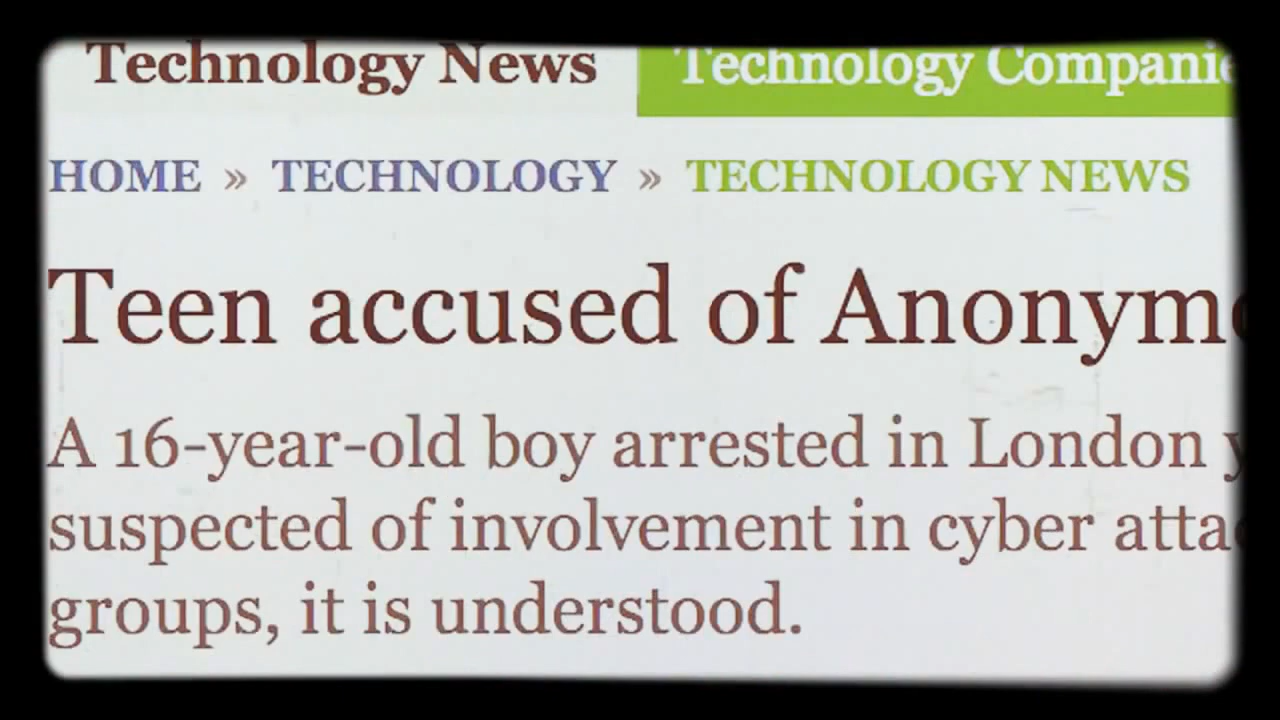 Technology News Technology
HOME » TECHNOLOGY » TECHNOLOGY NEWS
Teen accused of
A 16-year-old boy arrested in London
suspected of involvement in cyber
groups, it is understood.